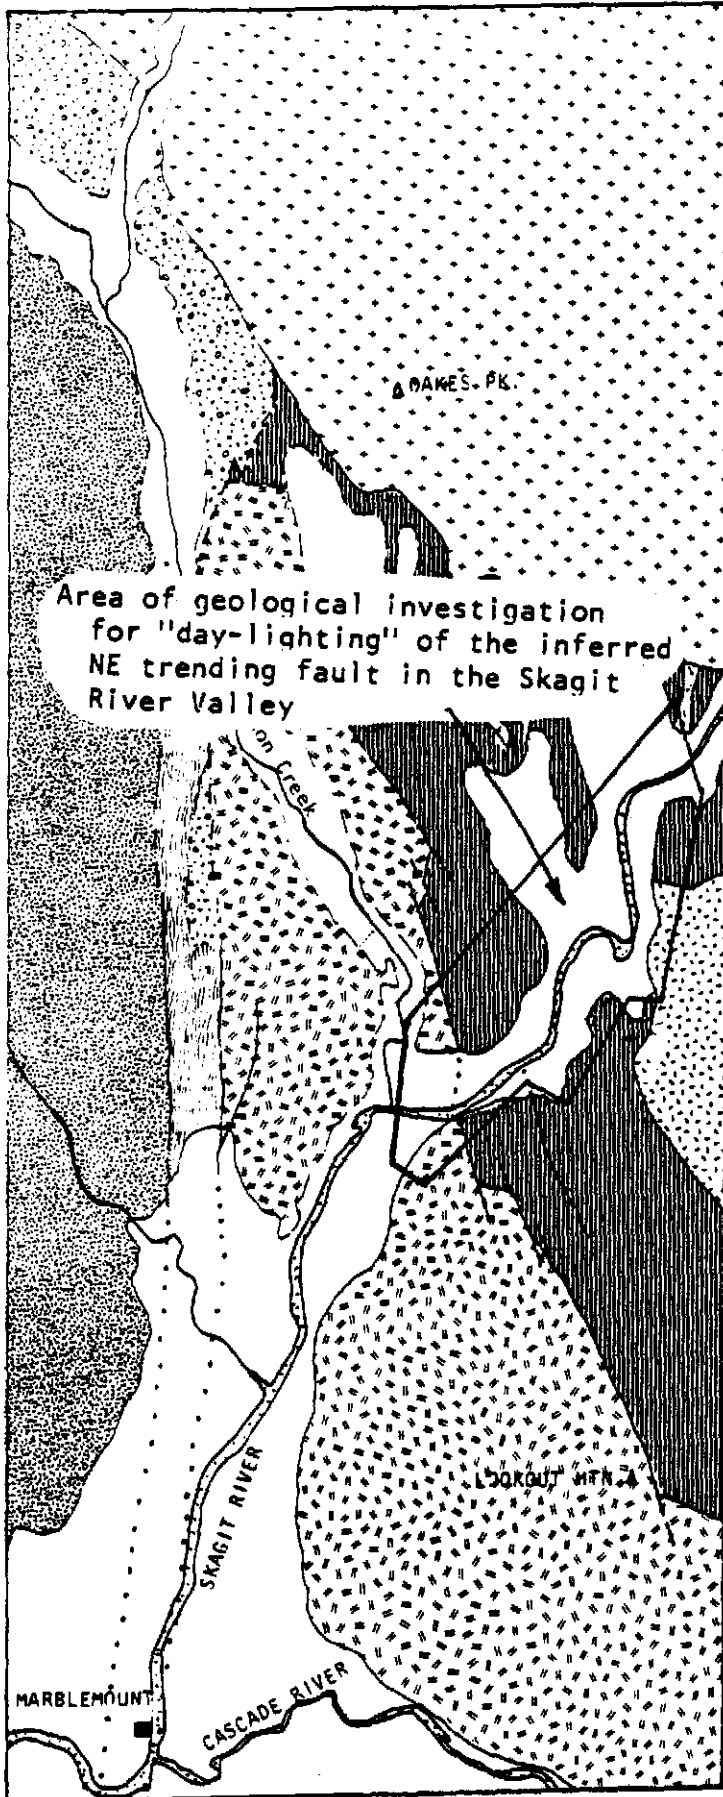 OAKES. PK.
Area of geological investigation
for "day-lighting" of the inferred
NE trending fault in the Skagit
River Valley
on Creek
LOOKOUT MTN.
SKAGIT RIVER
MARBLEMOUNT
CASCADE RIVER